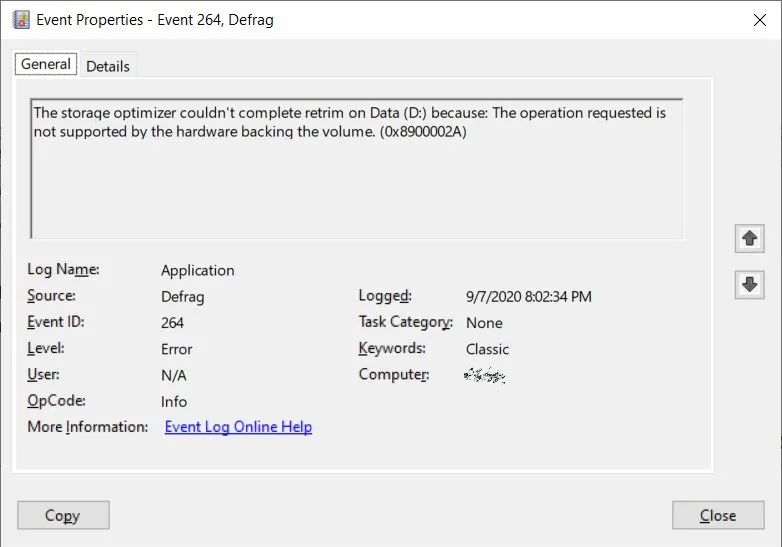 Event Properties - Event 264, Defrag
General Details
The storage optimizer couldn't complete retrim on Data (D:) because: The operation requested is
not supported by the hardware backing the volume. (0x8900002A)
Log Name: Application
Source: Defrag Logged: 9/7/2020 8:02:34 PM
Event ID: 264 Task Category: None
Level: Error Keywords: Classic
User: N/A Computer:
OpCode: Info
More Information: Event Log Online Help
Copy Close